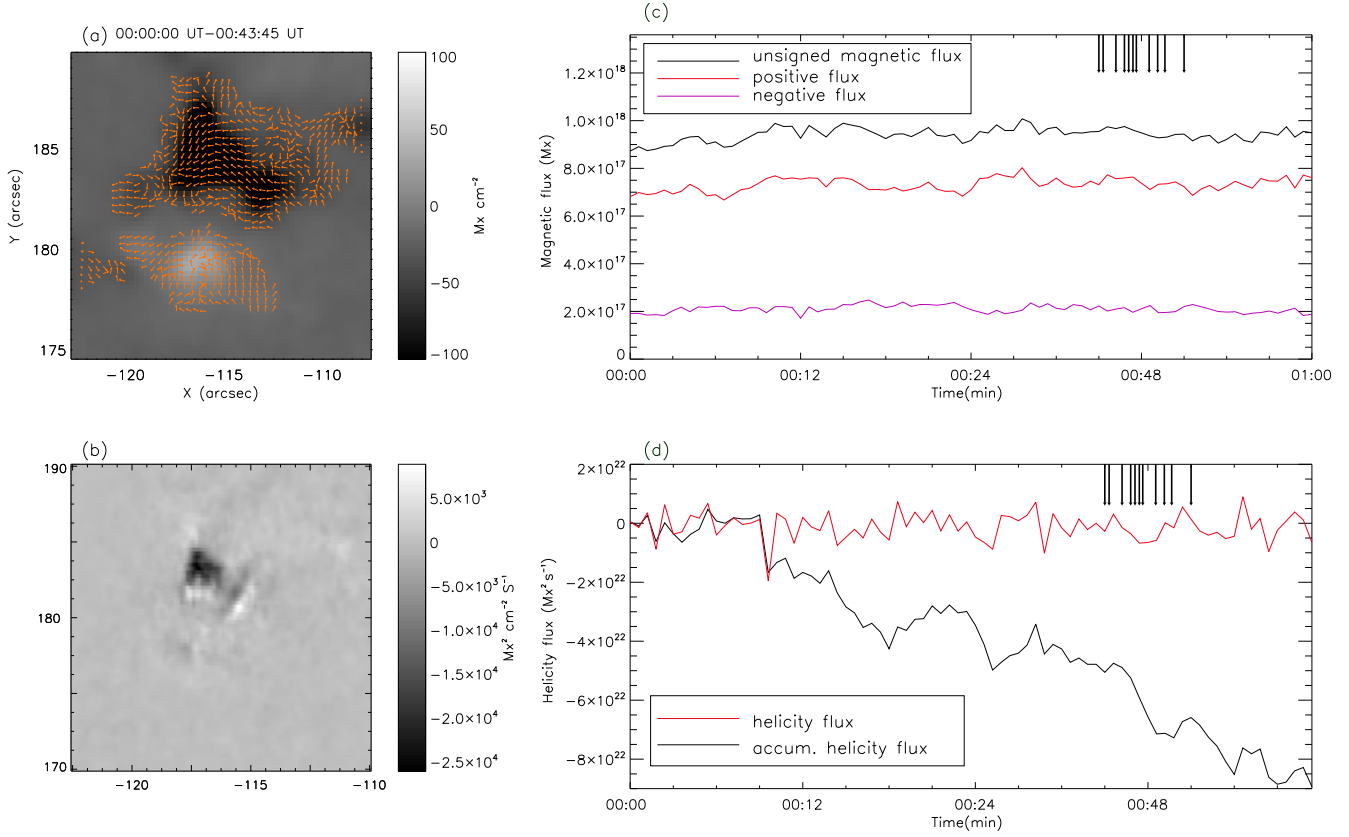 (a) 00:00:00 UT−00:43:45 UT
185
180
175
Y (arcsec)
−120
−115
−110
X (arcsec)
100
50
0
−50
−100
Mx cm⁻²
(c)
unsigned magnetic flux
positive flux
negative flux
1.2×10¹⁸
1.0×10¹⁸
8.0×10¹⁷
6.0×10¹⁷
4.0×10¹⁷
2.0×10¹⁷
0
Magnetic flux (Mx)
00:00
00:12
00:24
00:48
01:00
Time(min)
(b)
190
185
180
175
170
−120
−115
−110
5.0×10³
0
−5.0×10³
−1.0×10⁴
−1.5×10⁴
−2.0×10⁴
−2.5×10⁴
Mx² cm⁻² S⁻¹
(d)
2×10²²
0
−2×10²²
−4×10²²
−6×10²²
−8×10²²
Helicity flux (Mx² s⁻¹)
helicity flux
accum. helicity flux
00:00
00:12
00:24
00:48
Time(min)